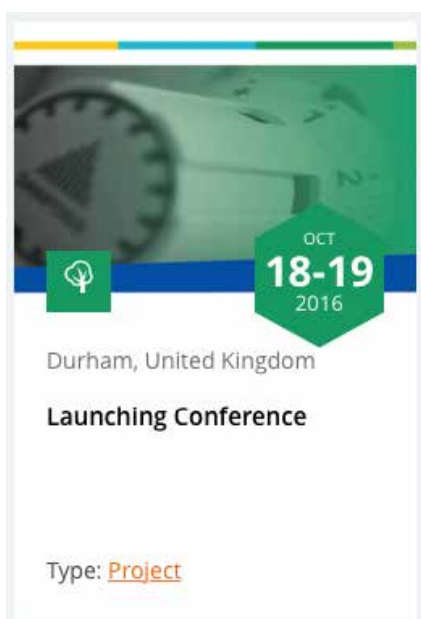 OCT
18-19
2016
Durham, United Kingdom
Launching Conference
Type: Project